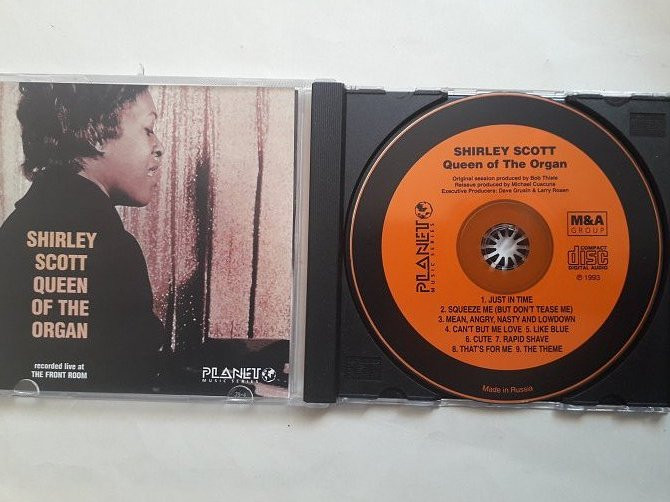 SHIRLEY
SCOTT
QUEEN
OF THE
ORGAN
recorded live at
THE FRONT ROOM
PLANET
MUSIC SERIES
SHIRLEY SCOTT
Queen of The Organ
Original session produced by Bob Thiele
Reissue produced by Michael Cuscuna
Executive Producers: Dave Grusin & Larry Rosen
PLANET
MUSIC SERIES
M&A
GROUP
COMPACT
disc
DIGITAL AUDIO
℗ 1993
1. JUST IN TIME
2. SQUEEZE ME (BUT DON'T TEASE ME)
3. MEAN, ANGRY, NASTY AND LOWDOWN
4. CAN'T BUT ME LOVE 5. LIKE BLUE
6. CUTE 7. RAPID SHAVE
8. THAT'S FOR ME 9. THE THEME
Made in Russia